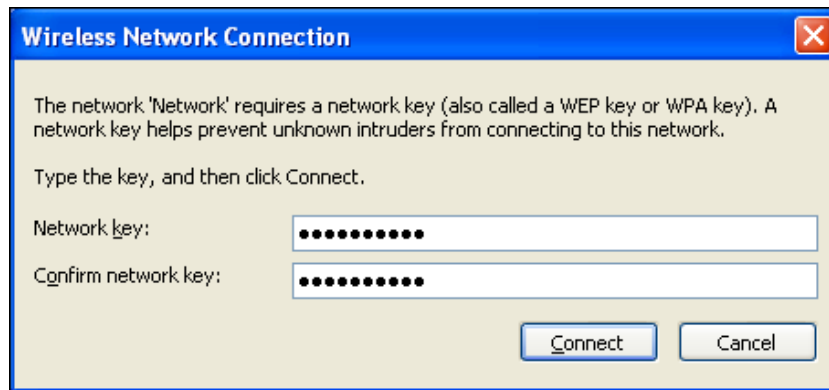 Wireless Network Connection
The network 'Network' requires a network key (also called a WEP key or WPA key). A
network key helps prevent unknown intruders from connecting to this network.
Type the key, and then click Connect.
Network key: ••••••••••
Confirm network key: ••••••••••
Connect Cancel